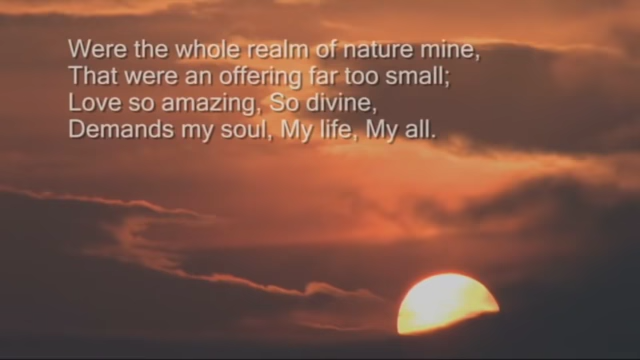 Were the whole realm of nature mine,
That were an offering far too small;
Love so amazing, So divine,
Demands my soul, My life, My all.